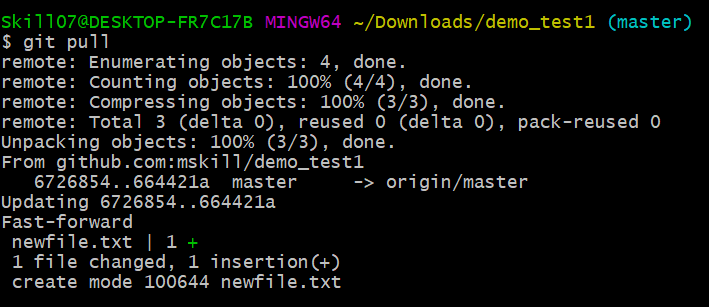 Skill07@DESKTOP-FR7C17B MINGW64 ~/Downloads/demo_test1 (master)
$ git pull
remote: Enumerating objects: 4, done.
remote: Counting objects: 100% (4/4), done.
remote: Compressing objects: 100% (3/3), done.
remote: Total 3 (delta 0), reused 0 (delta 0), pack-reused 0
Unpacking objects: 100% (3/3), done.
From github.com:mskill/demo_test1
   6726854..664421a  master     -> origin/master
Updating 6726854..664421a
Fast-forward
 newfile.txt | 1 +
 1 file changed, 1 insertion(+)
 create mode 100644 newfile.txt